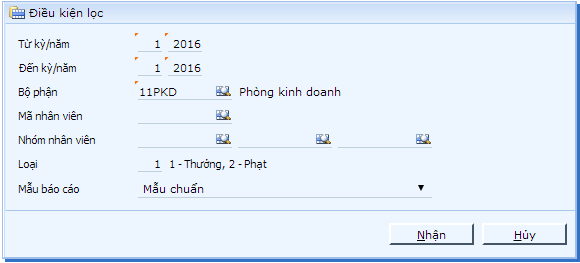 Điều kiện lọc
Từ kỳ/năm 1 2016
Đến kỳ/năm 1 2016
Bộ phận 11PKD Phòng kinh doanh
Mã nhân viên
Nhóm nhân viên
Loại 1 1 - Thưởng, 2 - Phạt
Mẫu báo cáo Mẫu chuẩn
Nhận Hủy